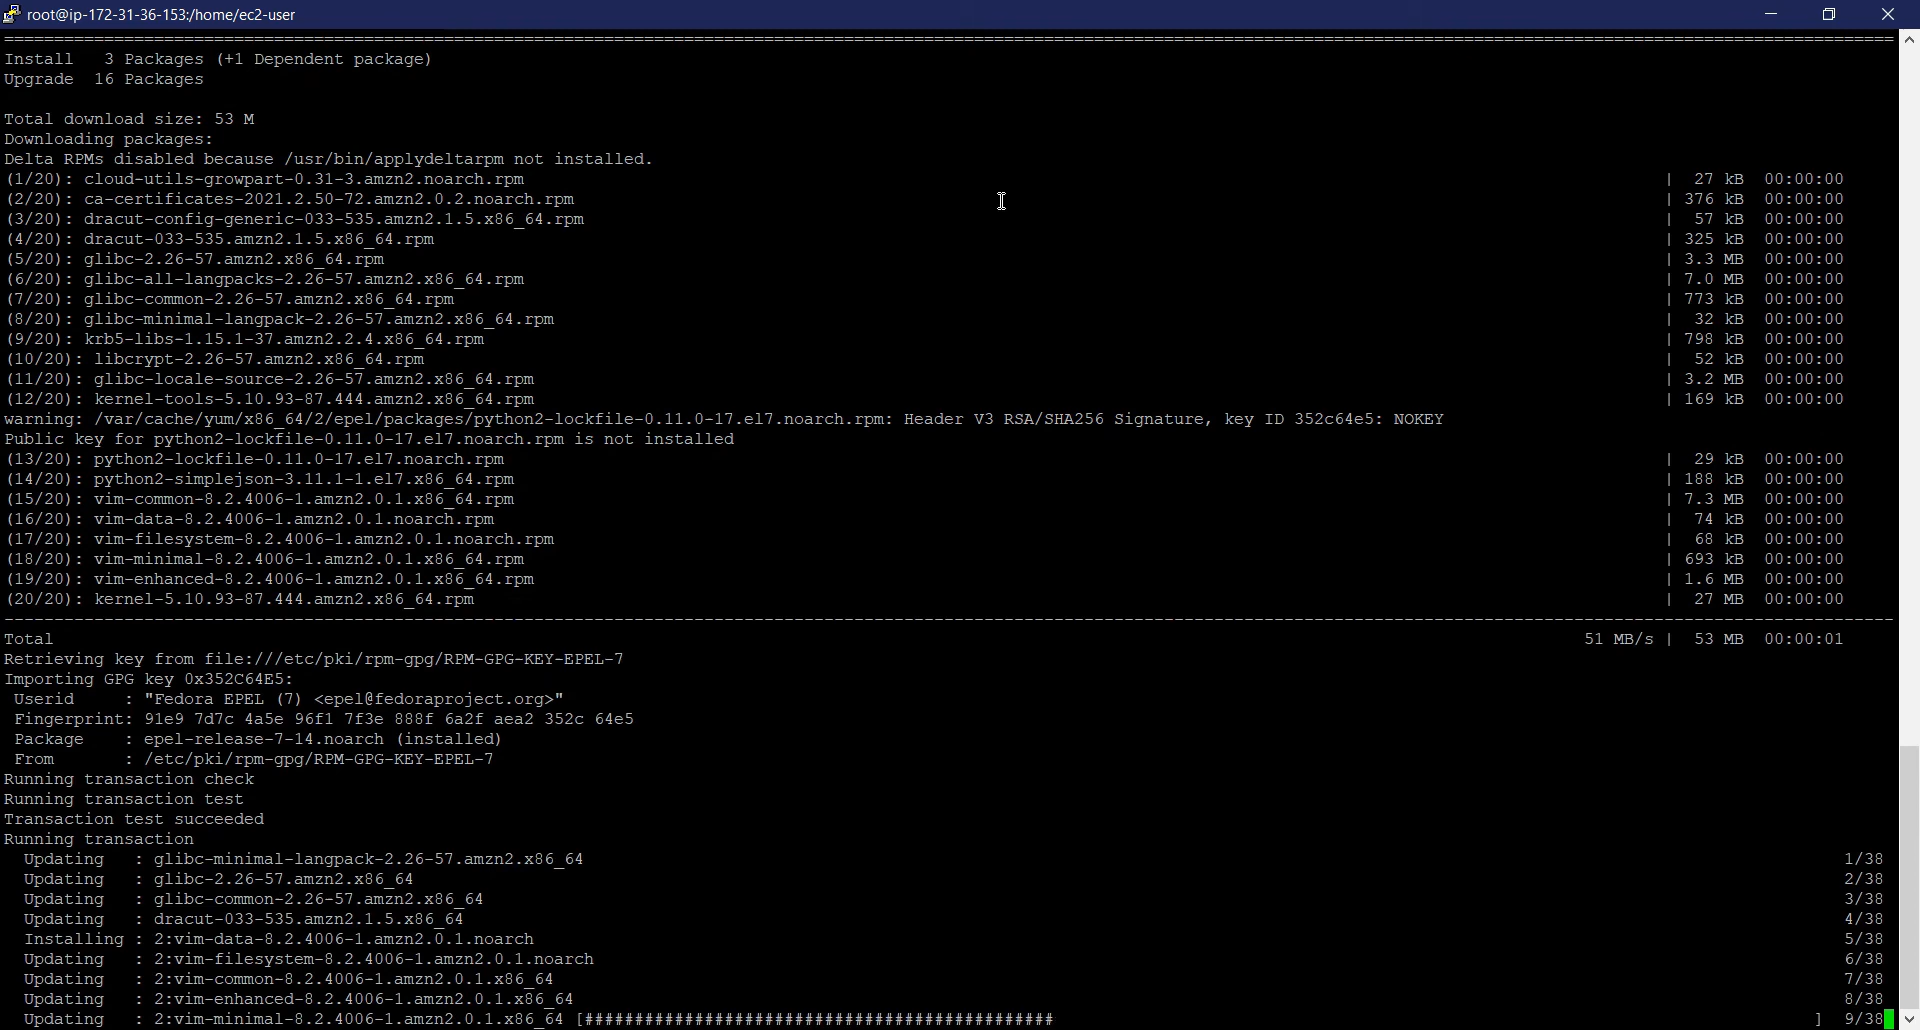 root@ip-172-31-36-153:/home/ec2-user
================================================================================
Install   3 Packages (+1 Dependent package)
Upgrade  16 Packages
Total download size: 53 M
Downloading packages:
Delta RPMs disabled because /usr/bin/applydeltarpm not installed.
(1/20): cloud-utils-growpart-0.31-3.amzn2.noarch.rpm | 27 kB 00:00:00
(2/20): ca-certificates-2021.2.50-72.amzn2.0.2.noarch.rpm | 376 kB 00:00:00
(3/20): dracut-config-generic-033-535.amzn2.1.5.x86_64.rpm | 57 kB 00:00:00
(4/20): dracut-033-535.amzn2.1.5.x86_64.rpm | 325 kB 00:00:00
(5/20): glibc-2.26-57.amzn2.x86_64.rpm | 3.3 MB 00:00:00
(6/20): glibc-all-langpacks-2.26-57.amzn2.x86_64.rpm | 7.0 MB 00:00:00
(7/20): glibc-common-2.26-57.amzn2.x86_64.rpm | 773 kB 00:00:00
(8/20): glibc-minimal-langpack-2.26-57.amzn2.x86_64.rpm | 32 kB 00:00:00
(9/20): krb5-libs-1.15.1-37.amzn2.2.4.x86_64.rpm | 798 kB 00:00:00
(10/20): libcrypt-2.26-57.amzn2.x86_64.rpm | 52 kB 00:00:00
(11/20): glibc-locale-source-2.26-57.amzn2.x86_64.rpm | 3.2 MB 00:00:00
(12/20): kernel-tools-5.10.93-87.444.amzn2.x86_64.rpm | 169 kB 00:00:00
warning: /var/cache/yum/x86_64/2/epel/packages/python2-lockfile-0.11.0-17.el7.noarch.rpm: Header V3 RSA/SHA256 Signature, key ID 352c64e5: NOKEY
Public key for python2-lockfile-0.11.0-17.el7.noarch.rpm is not installed
(13/20): python2-lockfile-0.11.0-17.el7.noarch.rpm | 29 kB 00:00:00
(14/20): python2-simplejson-3.11.1-1.el7.x86_64.rpm | 188 kB 00:00:00
(15/20): vim-common-8.2.4006-1.amzn2.0.1.x86_64.rpm | 7.3 MB 00:00:00
(16/20): vim-data-8.2.4006-1.amzn2.0.1.noarch.rpm | 74 kB 00:00:00
(17/20): vim-filesystem-8.2.4006-1.amzn2.0.1.noarch.rpm | 68 kB 00:00:00
(18/20): vim-minimal-8.2.4006-1.amzn2.0.1.x86_64.rpm | 693 kB 00:00:00
(19/20): vim-enhanced-8.2.4006-1.amzn2.0.1.x86_64.rpm | 1.6 MB 00:00:00
(20/20): kernel-5.10.93-87.444.amzn2.x86_64.rpm | 27 MB 00:00:00
--------------------------------------------------------------------------------
Total 51 MB/s | 53 MB 00:00:01
Retrieving key from file:///etc/pki/rpm-gpg/RPM-GPG-KEY-EPEL-7
Importing GPG key 0x352C64E5:
 Userid     : "Fedora EPEL (7) <epel@fedoraproject.org>"
 Fingerprint: 91e9 7d7c 4a5e 96f1 7f3e 888f 6a2f aea2 352c 64e5
 Package    : epel-release-7-14.noarch (installed)
 From       : /etc/pki/rpm-gpg/RPM-GPG-KEY-EPEL-7
Running transaction check
Running transaction test
Transaction test succeeded
Running transaction
  Updating   : glibc-minimal-langpack-2.26-57.amzn2.x86_64 1/38
  Updating   : glibc-2.26-57.amzn2.x86_64 2/38
  Updating   : glibc-common-2.26-57.amzn2.x86_64 3/38
  Updating   : dracut-033-535.amzn2.1.5.x86_64 4/38
  Installing : 2:vim-data-8.2.4006-1.amzn2.0.1.noarch 5/38
  Updating   : 2:vim-filesystem-8.2.4006-1.amzn2.0.1.noarch 6/38
  Updating   : 2:vim-common-8.2.4006-1.amzn2.0.1.x86_64 7/38
  Updating   : 2:vim-enhanced-8.2.4006-1.amzn2.0.1.x86_64 8/38
  Updating   : 2:vim-minimal-8.2.4006-1.amzn2.0.1.x86_64 [############################################### ] 9/38